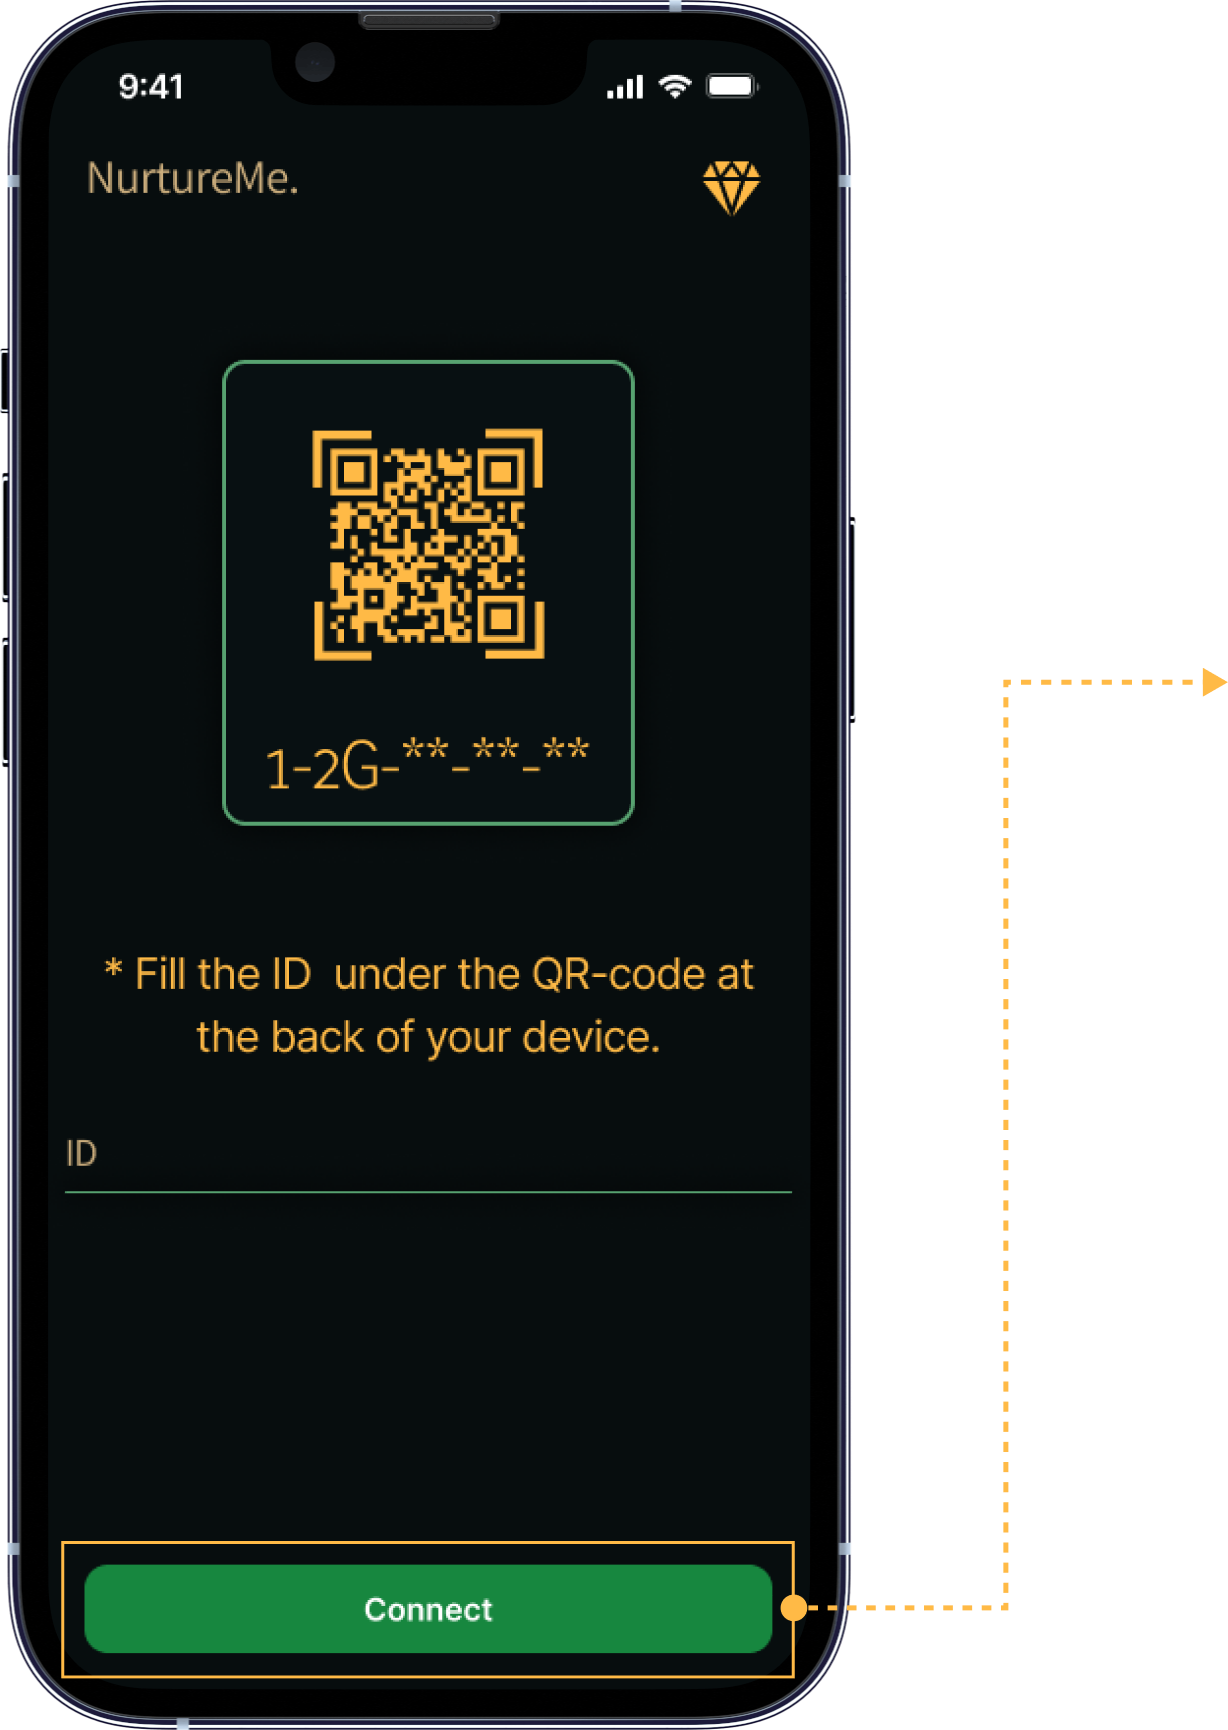 9:41
NurtureMe.
1-2G-**-**-**
* Fill the ID  under the QR-code at
the back of your device.
ID
Connect